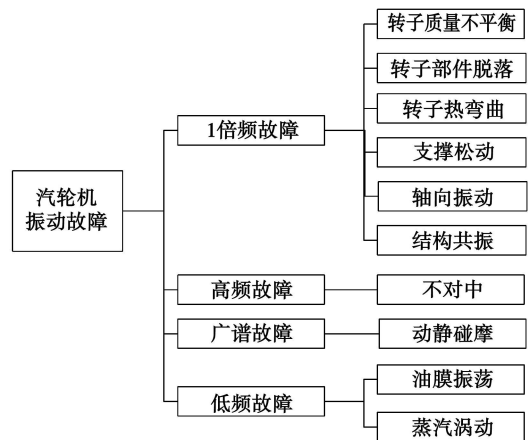 汽轮机
振动故障
1倍频故障
转子质量不平衡
转子部件脱落
转子热弯曲
支撑松动
轴向振动
结构共振
高频故障
不对中
广谱故障
动静碰摩
低频故障
油膜振荡
蒸汽涡动